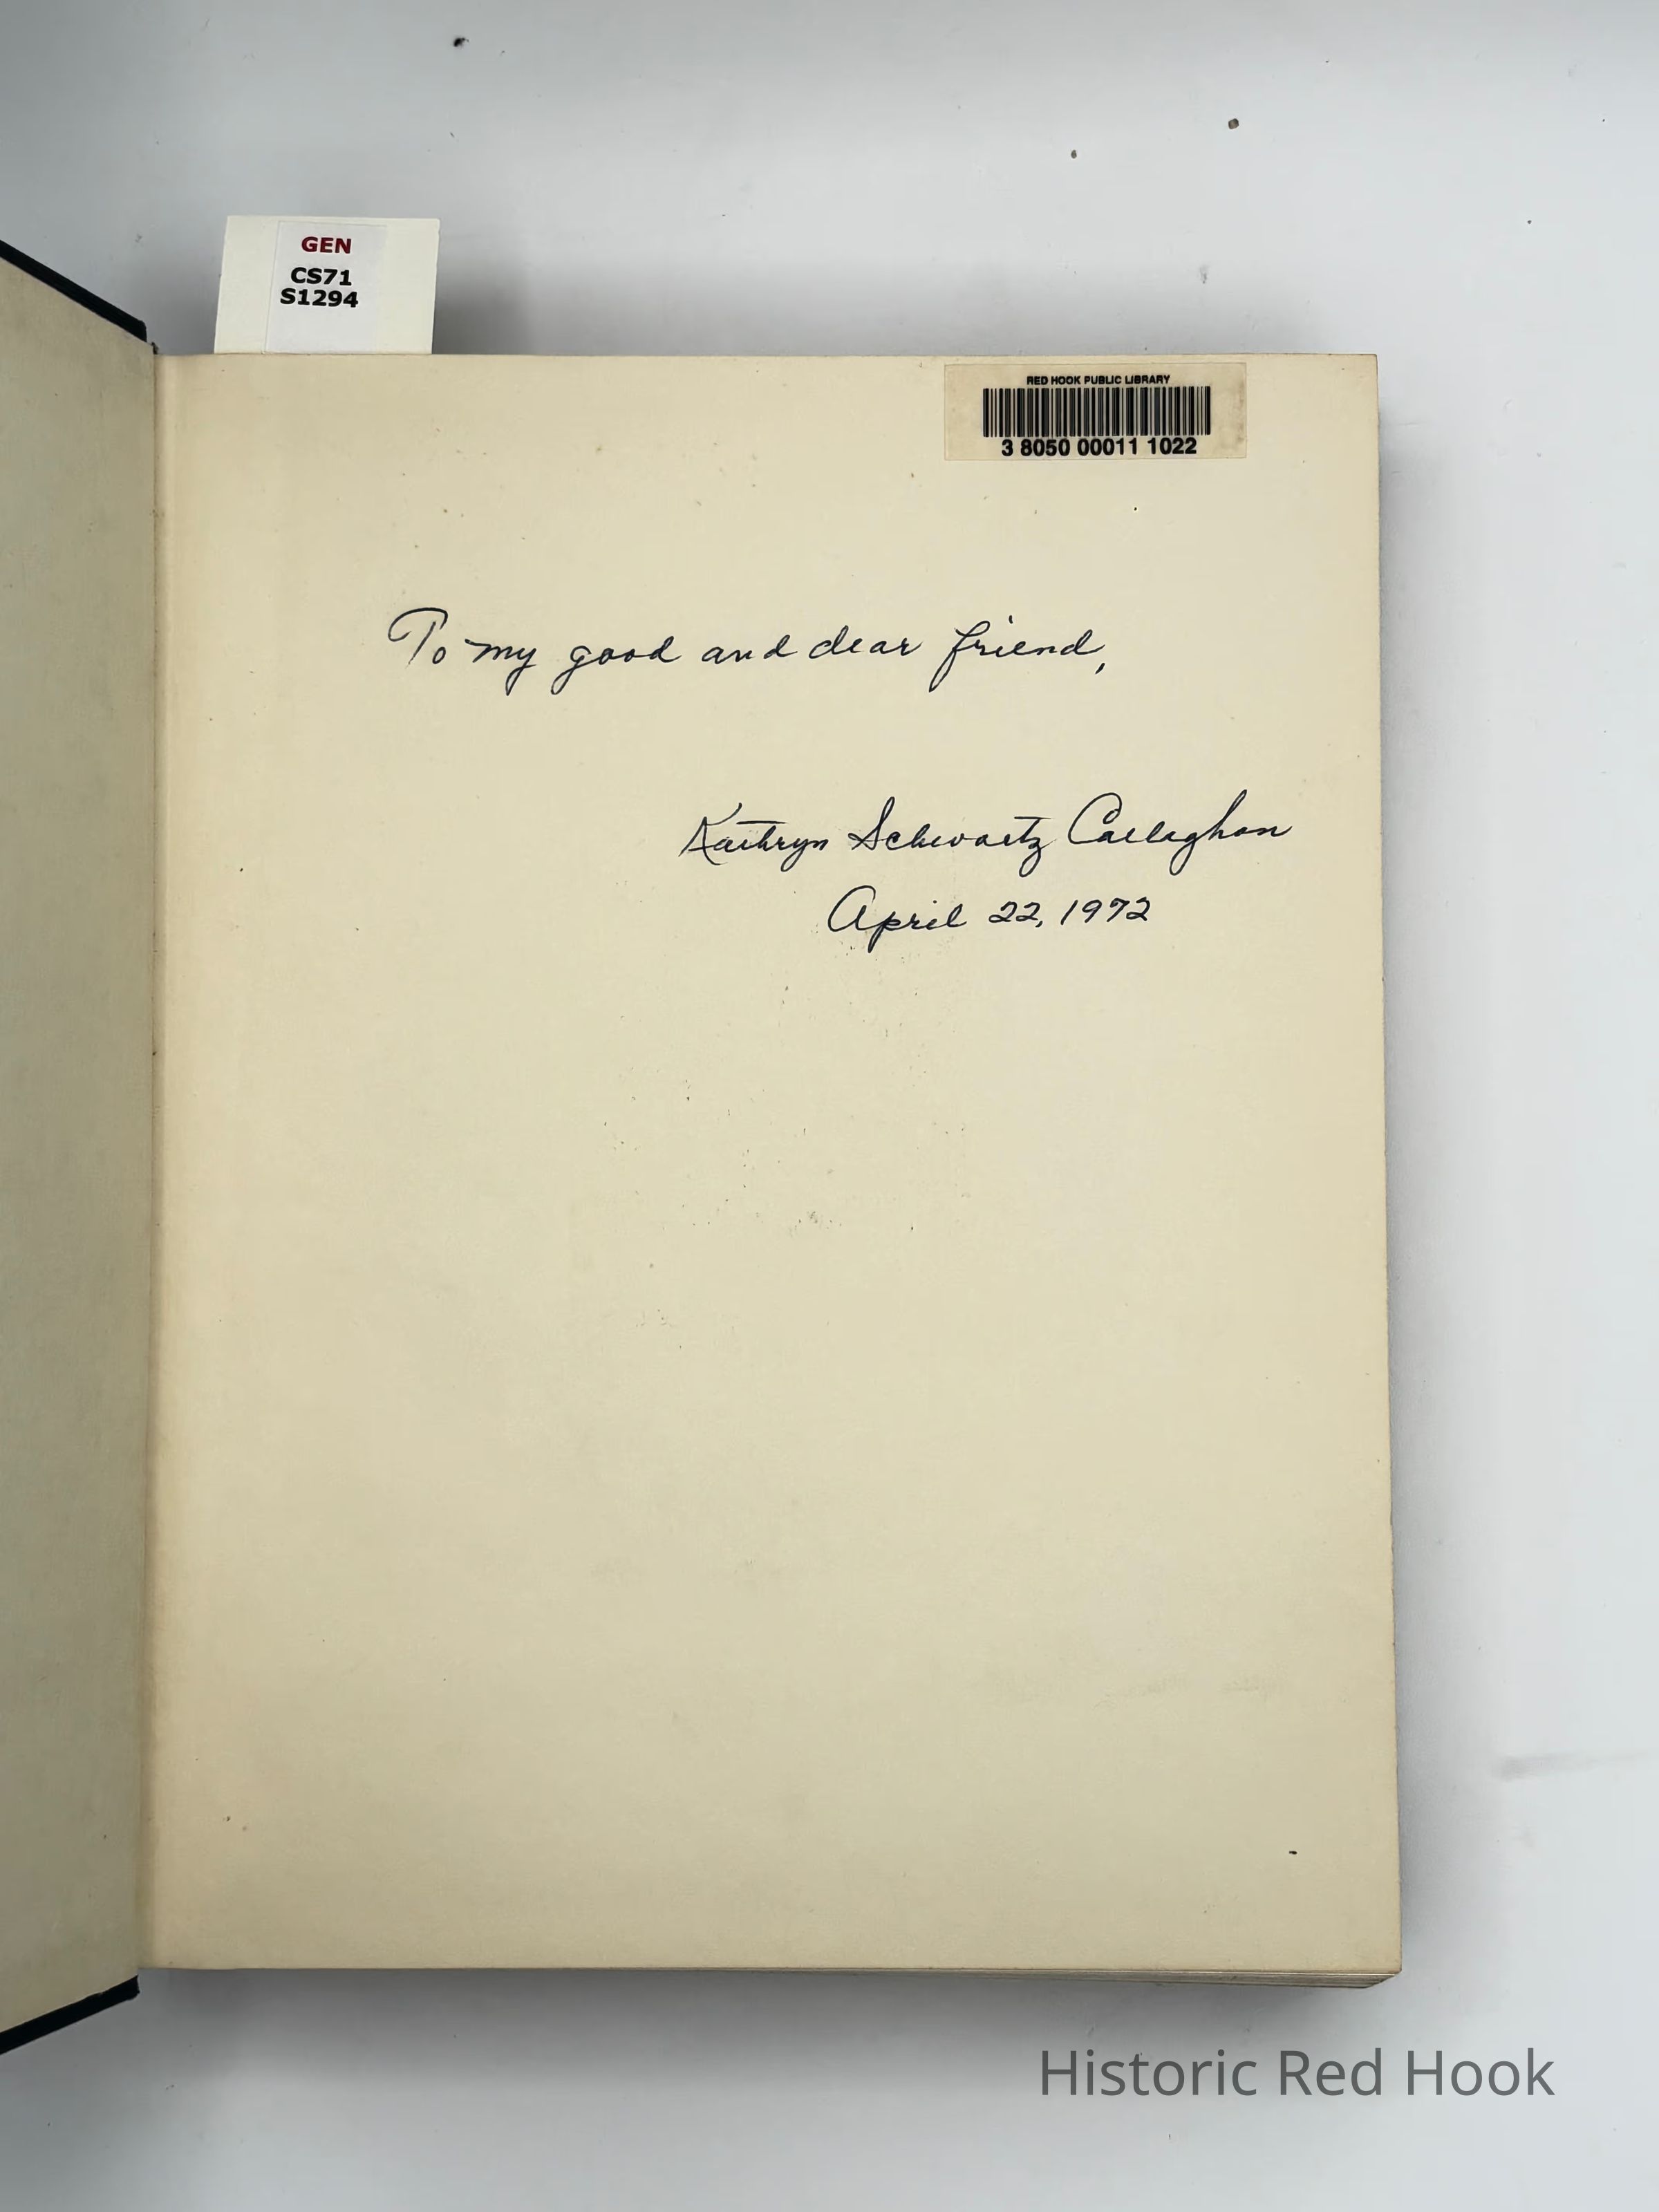 GEN
CS71
S1294
RED HOOK PUBLIC LIBRARY
3 8050 00011 1022
To my good and dear friend,
Kathryn Schwartz Callaghan
April 22, 1972
Historic Red Hook